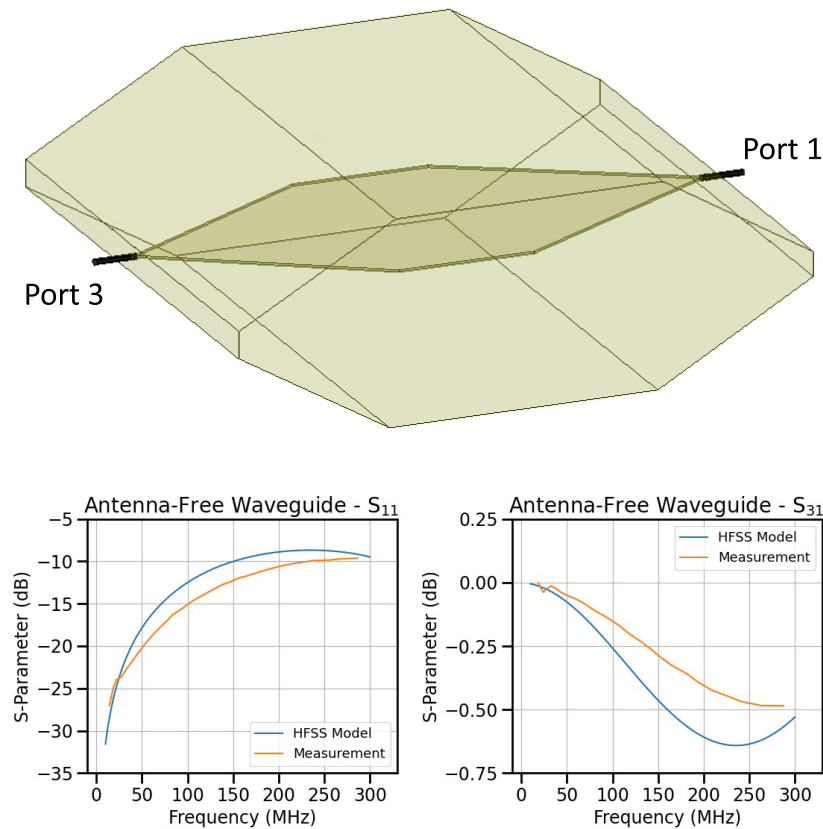 Port 1
Port 3
Antenna-Free Waveguide - S11
S-Parameter (dB)
−5
−10
−15
−20
−25
−30
−35
0 50 100 150 200 250 300
Frequency (MHz)
HFSS Model
Measurement
Antenna-Free Waveguide - S31
S-Parameter (dB)
0.25
0.00
−0.25
−0.50
−0.75
0 50 100 150 200 250 300
Frequency (MHz)
HFSS Model
Measurement